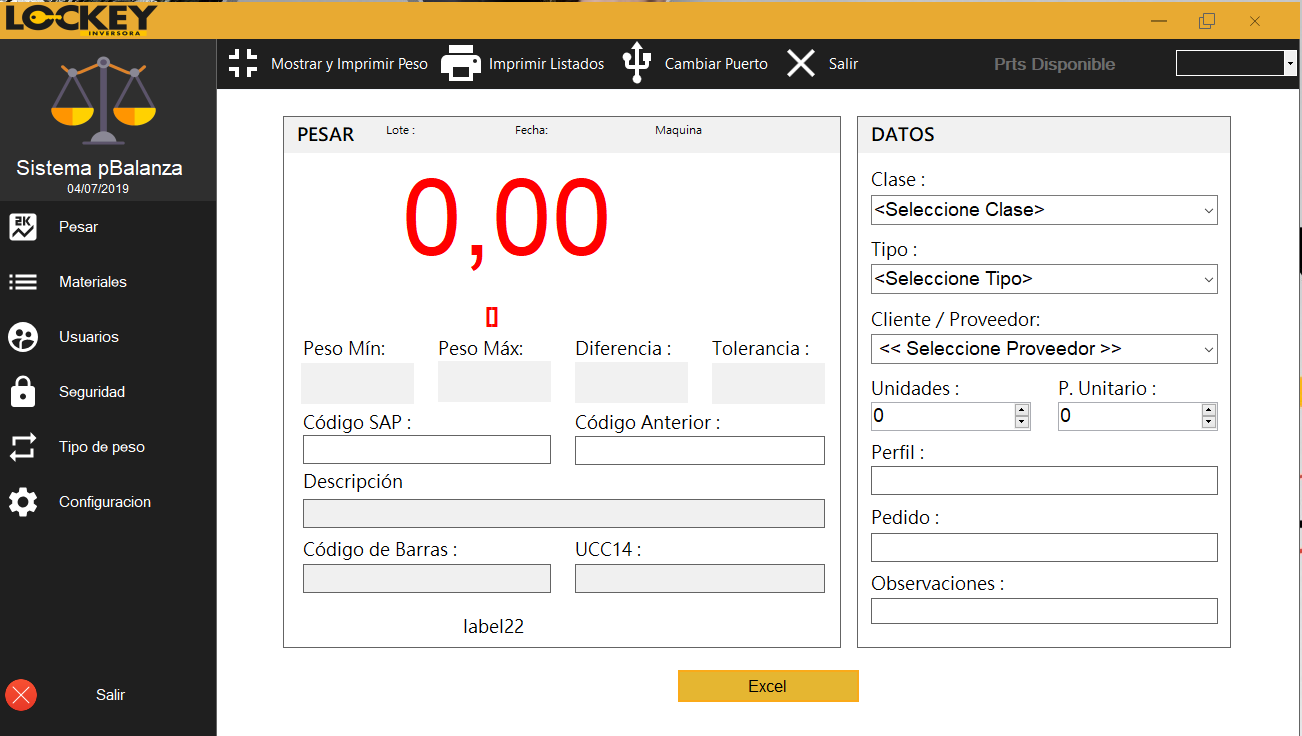 LOCKEY
INVERSORA
Sistema pBalanza
04/07/2019
Pesar
Materiales
Usuarios
Seguridad
Tipo de peso
Configuracion
Salir
Mostrar y Imprimir Peso
Imprimir Listados
Cambiar Puerto
Salir
Prts Disponible
PESAR Lote : Fecha: Maquina
0,00
[]
Peso Mín: Peso Máx: Diferencia : Tolerancia :
Código SAP : Código Anterior :
Descripción
Código de Barras : UCC14 :
label22
DATOS
Clase :
<Seleccione Clase>
Tipo :
<Seleccione Tipo>
Cliente / Proveedor:
<< Seleccione Proveedor >>
Unidades : P. Unitario :
0 0
Perfil :
Pedido :
Observaciones :
Excel